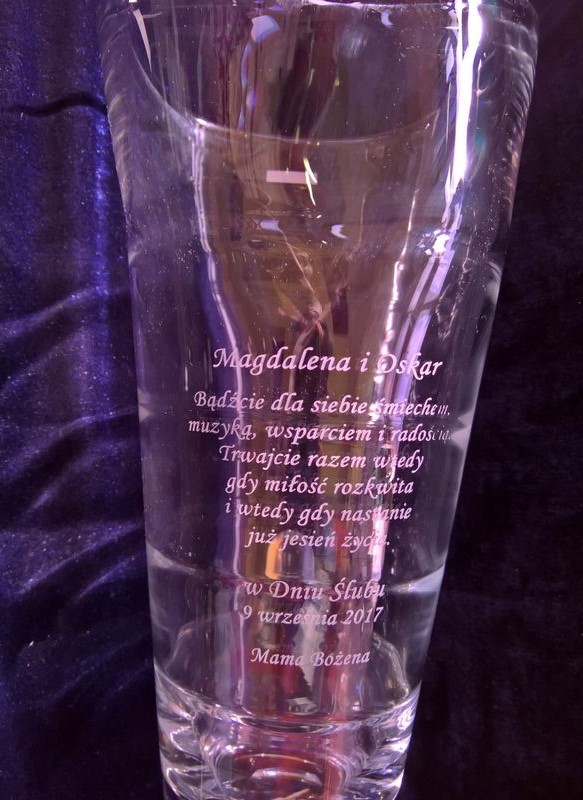 Magdalena i Oskar
Bądźcie dla siebie śmiechem,
muzyką, wsparciem i radością.
Trwajcie razem wtedy
gdy miłość rozkwita
i wtedy gdy nastanie
już jesień życia.
w Dniu Ślubu
9 września 2017
Mama Bożena